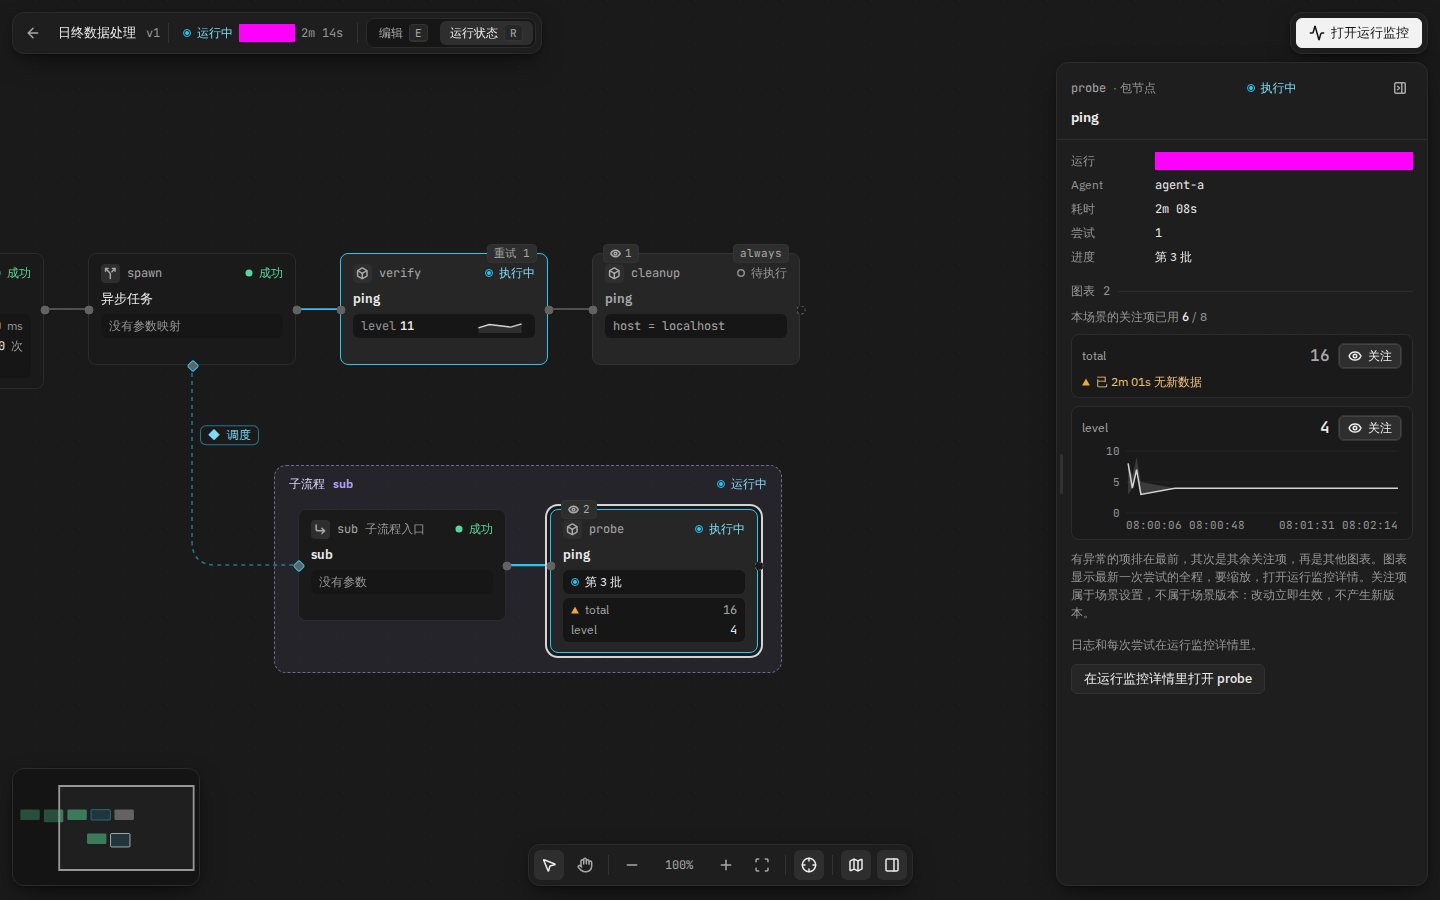 日终数据处理 v1 运行中 2m 14s 编辑 E 运行状态 R
打开运行监控
probe · 包节点 执行中
ping
运行
Agent agent-a
耗时 2m 08s
尝试 1
进度 第 3 批
图表 2
本场景的关注项已用 6 / 8
total 16 关注
已 2m 01s 无新数据
level 4 关注
10
5
0
08:00:06 08:00:48 08:01:31 08:02:14
有异常的项排在最前，其次是其余关注项，再是其他图表。图表
显示最新一次尝试的全程，要缩放，打开运行监控详情。关注项
属于场景设置，不属于场景版本：改动立即生效，不产生新版
本。
日志和每次尝试在运行监控详情里。
在运行监控详情里打开 probe
成功
ms
0 次
spawn 成功
异步任务
没有参数映射
重试 1
verify 执行中
ping
level 11
1 always
cleanup 待执行
ping
host = localhost
调度
子流程 sub 运行中
sub 子流程入口 成功
sub
没有参数
2
probe 执行中
ping
第 3 批
total 16
level 4
100%